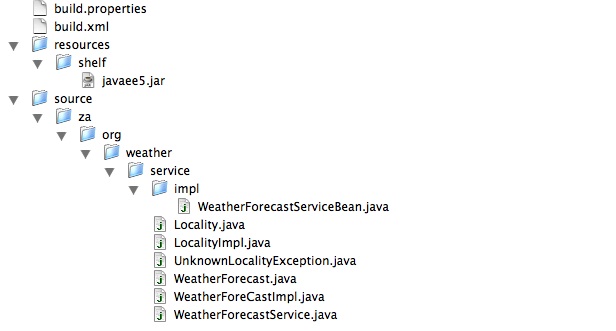 build.properties
build.xml
resources
shelf
javaee5.jar
source
za
org
weather
service
impl
WeatherForecastServiceBean.java
Locality.java
LocalityImpl.java
UnknownLocalityException.java
WeatherForecast.java
WeatherForeCastImpl.java
WeatherForecastService.java